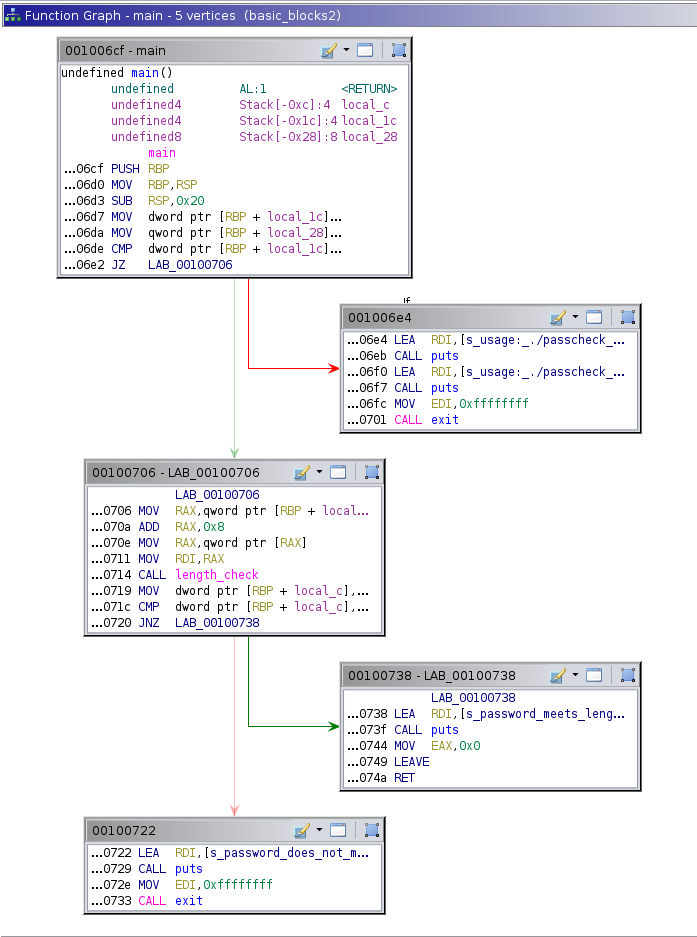 Function Graph - main - 5 vertices (basic_blocks2)
001006cf - main
undefined main()
undefined AL:1 <RETURN>
undefined4 Stack[-0xc]:4 local_c
undefined4 Stack[-0x1c]:4 local_1c
undefined8 Stack[-0x28]:8 local_28
main
...06cf PUSH RBP
...06d0 MOV RBP,RSP
...06d3 SUB RSP,0x20
...06d7 MOV dword ptr [RBP + local_1c]...
...06da MOV qword ptr [RBP + local_28]...
...06de CMP dword ptr [RBP + local_1c]...
...06e2 JZ LAB_00100706
001006e4
...06e4 LEA RDI,[s_usage:_./passcheck_...
...06eb CALL puts
...06f0 LEA RDI,[s_usage:_./passcheck_...
...06f7 CALL puts
...06fc MOV EDI,0xffffffff
...0701 CALL exit
00100706 - LAB_00100706
LAB_00100706
...0706 MOV RAX,qword ptr [RBP + local...
...070a ADD RAX,0x8
...070e MOV RAX,qword ptr [RAX]
...0711 MOV RDI,RAX
...0714 CALL length_check
...0719 MOV dword ptr [RBP + local_c],...
...071c CMP dword ptr [RBP + local_c],...
...0720 JNZ LAB_00100738
00100738 - LAB_00100738
LAB_00100738
...0738 LEA RDI,[s_password_meets_leng...
...073f CALL puts
...0744 MOV EAX,0x0
...0749 LEAVE
...074a RET
00100722
...0722 LEA RDI,[s_password_does_not_m...
...0729 CALL puts
...072e MOV EDI,0xffffffff
...0733 CALL exit